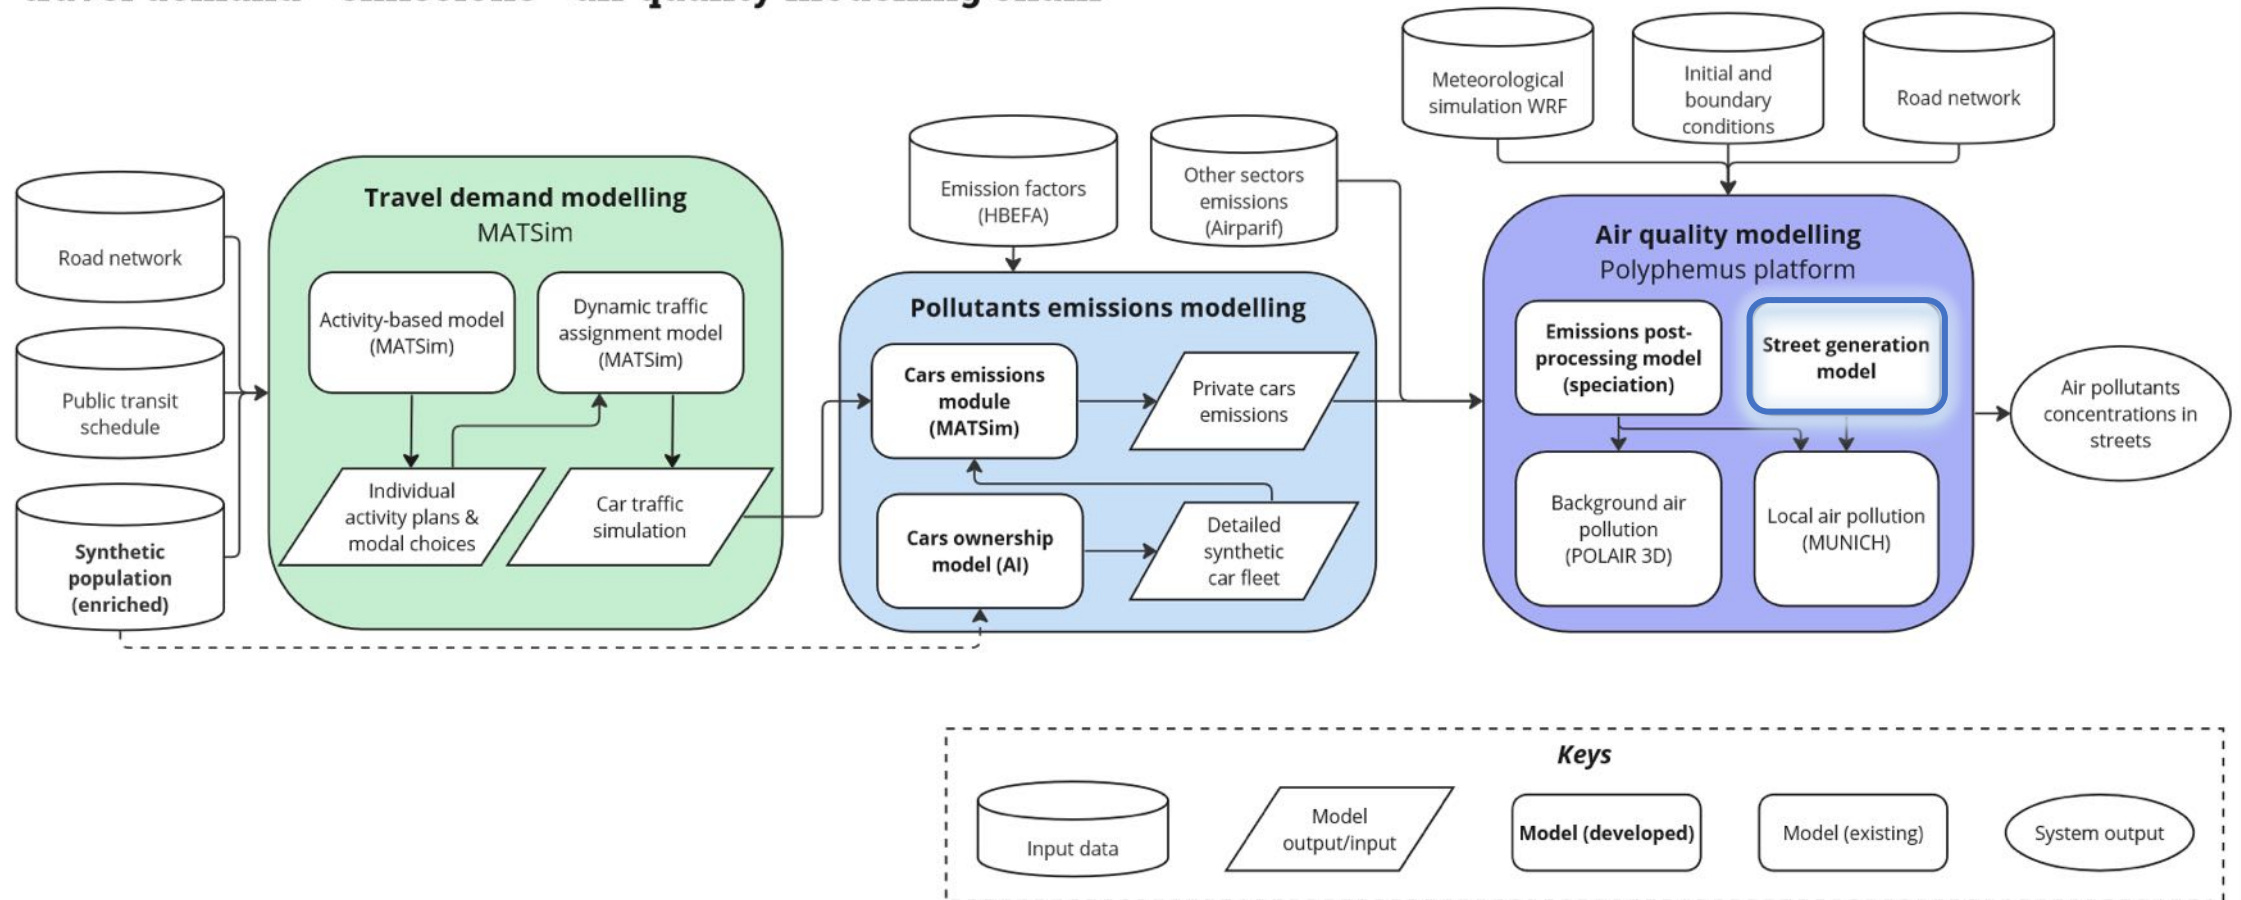 Meteorological
simulation WRF
Initial and
boundary
conditions
Road network
Emission factors
(HBEFA)
Other sectors
emissions
(Airparif)
Road network
Public transit
schedule
Synthetic
population
(enriched)
Travel demand modelling
MATSim
Activity-based model
(MATSim)
Dynamic traffic
assignment model
(MATSim)
Individual
activity plans &
modal choices
Car traffic
simulation
Pollutants emissions modelling
Cars emissions
module
(MATSim)
Private cars
emissions
Cars ownership
model (AI)
Detailed
synthetic
car fleet
Air quality modelling
Polyphemus platform
Emissions post-
processing model
(speciation)
Street generation
model
Background air
pollution
(POLAIR 3D)
Local air pollution
(MUNICH)
Air pollutants
concentrations in
streets
Keys
Input data
Model
output/input
Model (developed)
Model (existing)
System output